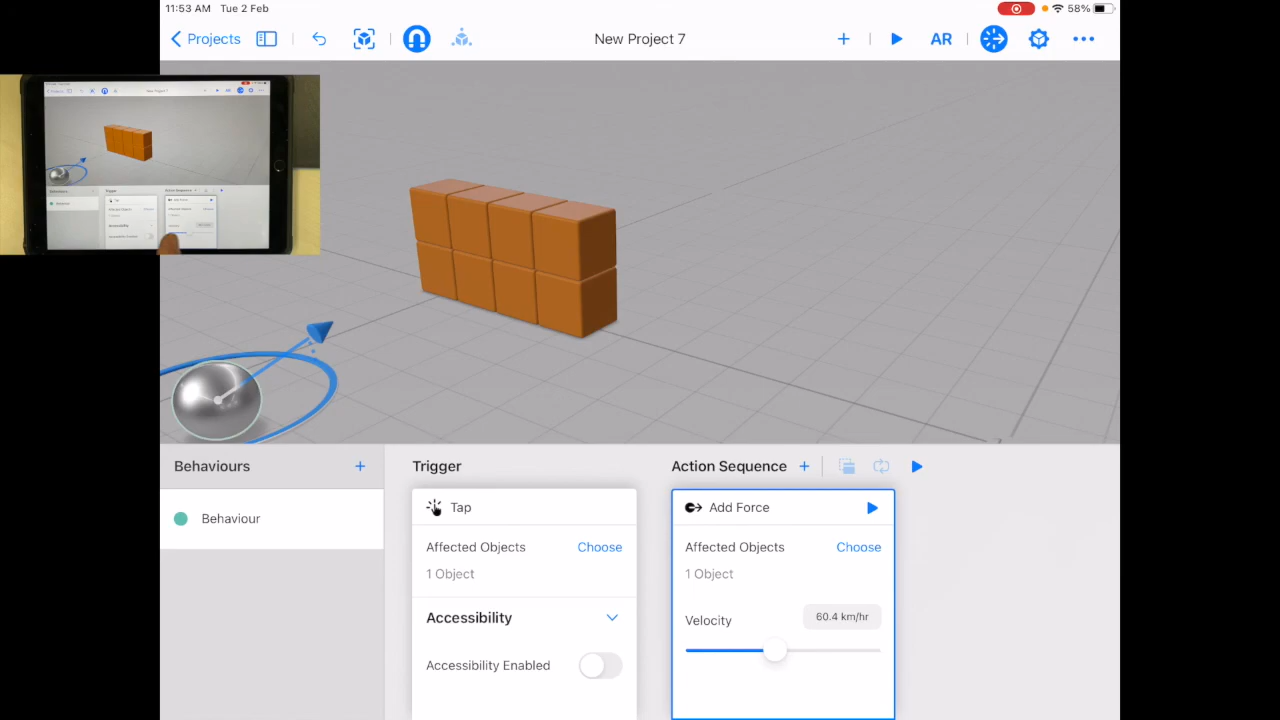 11:53 AM Tue 2 Feb
58%
Projects
New Project 7
AR
Behaviours
Trigger
Action Sequence
Behaviour
Tap
Affected Objects
Choose
1 Object
Accessibility
Accessibility Enabled
Add Force
Affected Objects
Choose
1 Object
Velocity
60.4 km/hr